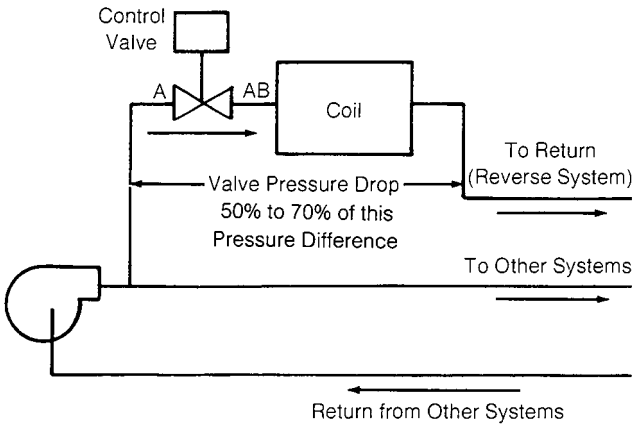 Control
Valve
A
AB
Coil
To Return
(Reverse System)
Valve Pressure Drop
50% to 70% of this
Pressure Difference
To Other Systems
Return from Other Systems